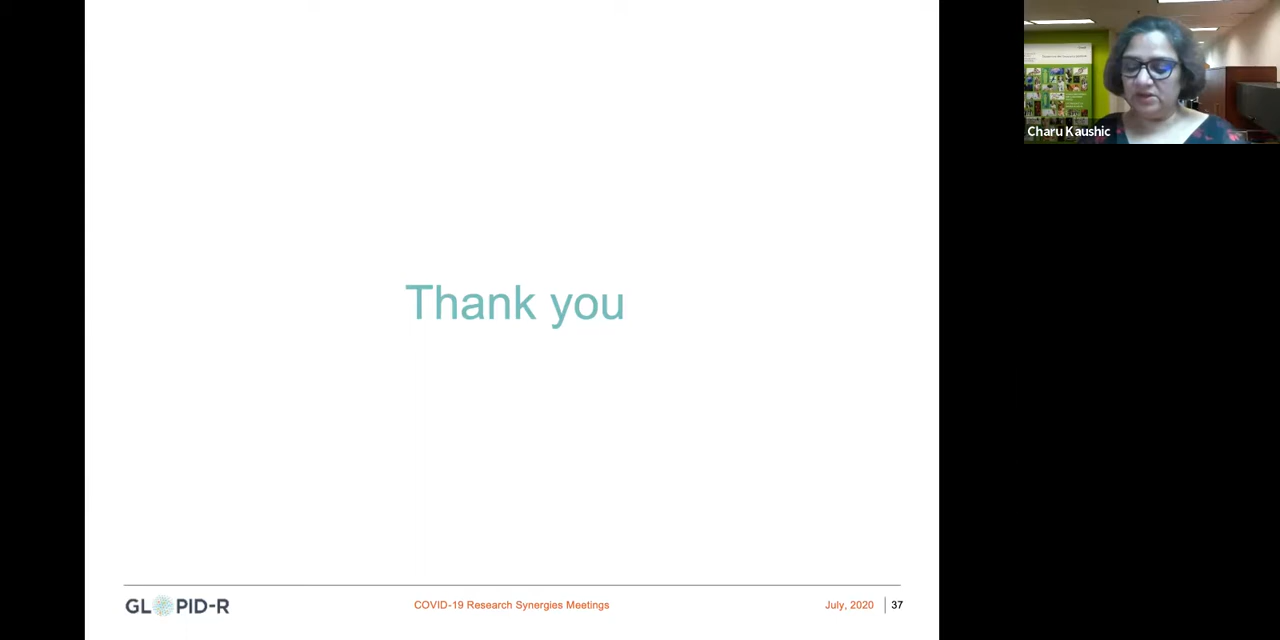 Charu Kaushic
Thank you
GLOPID-R
COVID-19 Research Synergies Meetings
July, 2020
37